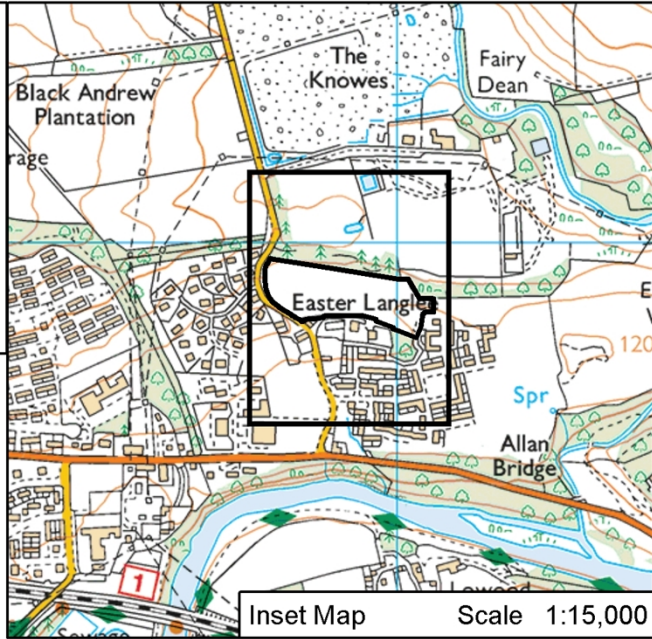 The
Knowes
Fairy
Dean
Black Andrew
Plantation
rage
Easter Langlee
E
120
Spr
Allan
Bridge
1
Inset Map Scale 1:15,000